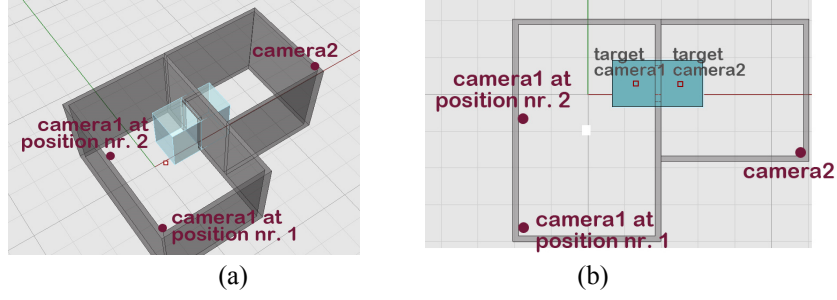 camera2
camera1 at
position nr. 2
camera1 at
position nr. 1
(a)
target
camera1
target
camera2
camera1 at
position nr. 2
camera2
camera1 at
position nr. 1
(b)